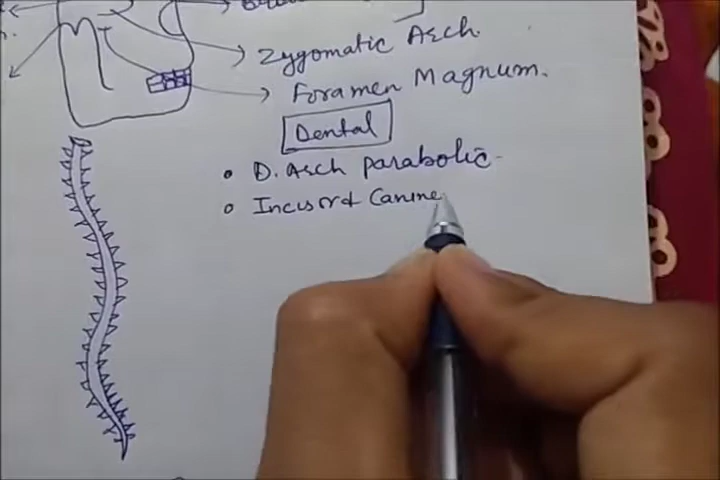 Zygomatic Arch.
Foramen Magnum.
Dental
• D. Arch parabolic
• Incisor & Canine